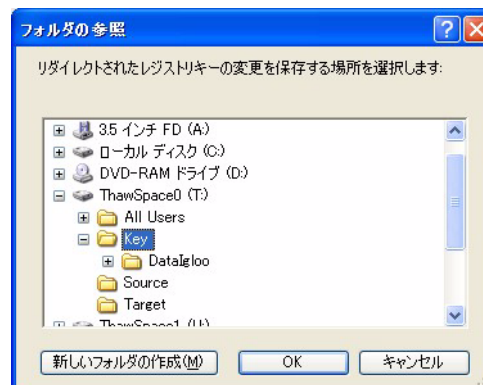 フォルダの参照
リダイレクトされたレジストリキーの変更を保存する場所を選択します:
3.5 インチ FD (A:)
ローカル ディスク (C:)
DVD-RAM ドライブ (D:)
ThawSpace0 (T:)
All Users
Key
DataIgloo
Source
Target
ThawSpace1 (U:)
新しいフォルダの作成(M)
OK
キャンセル